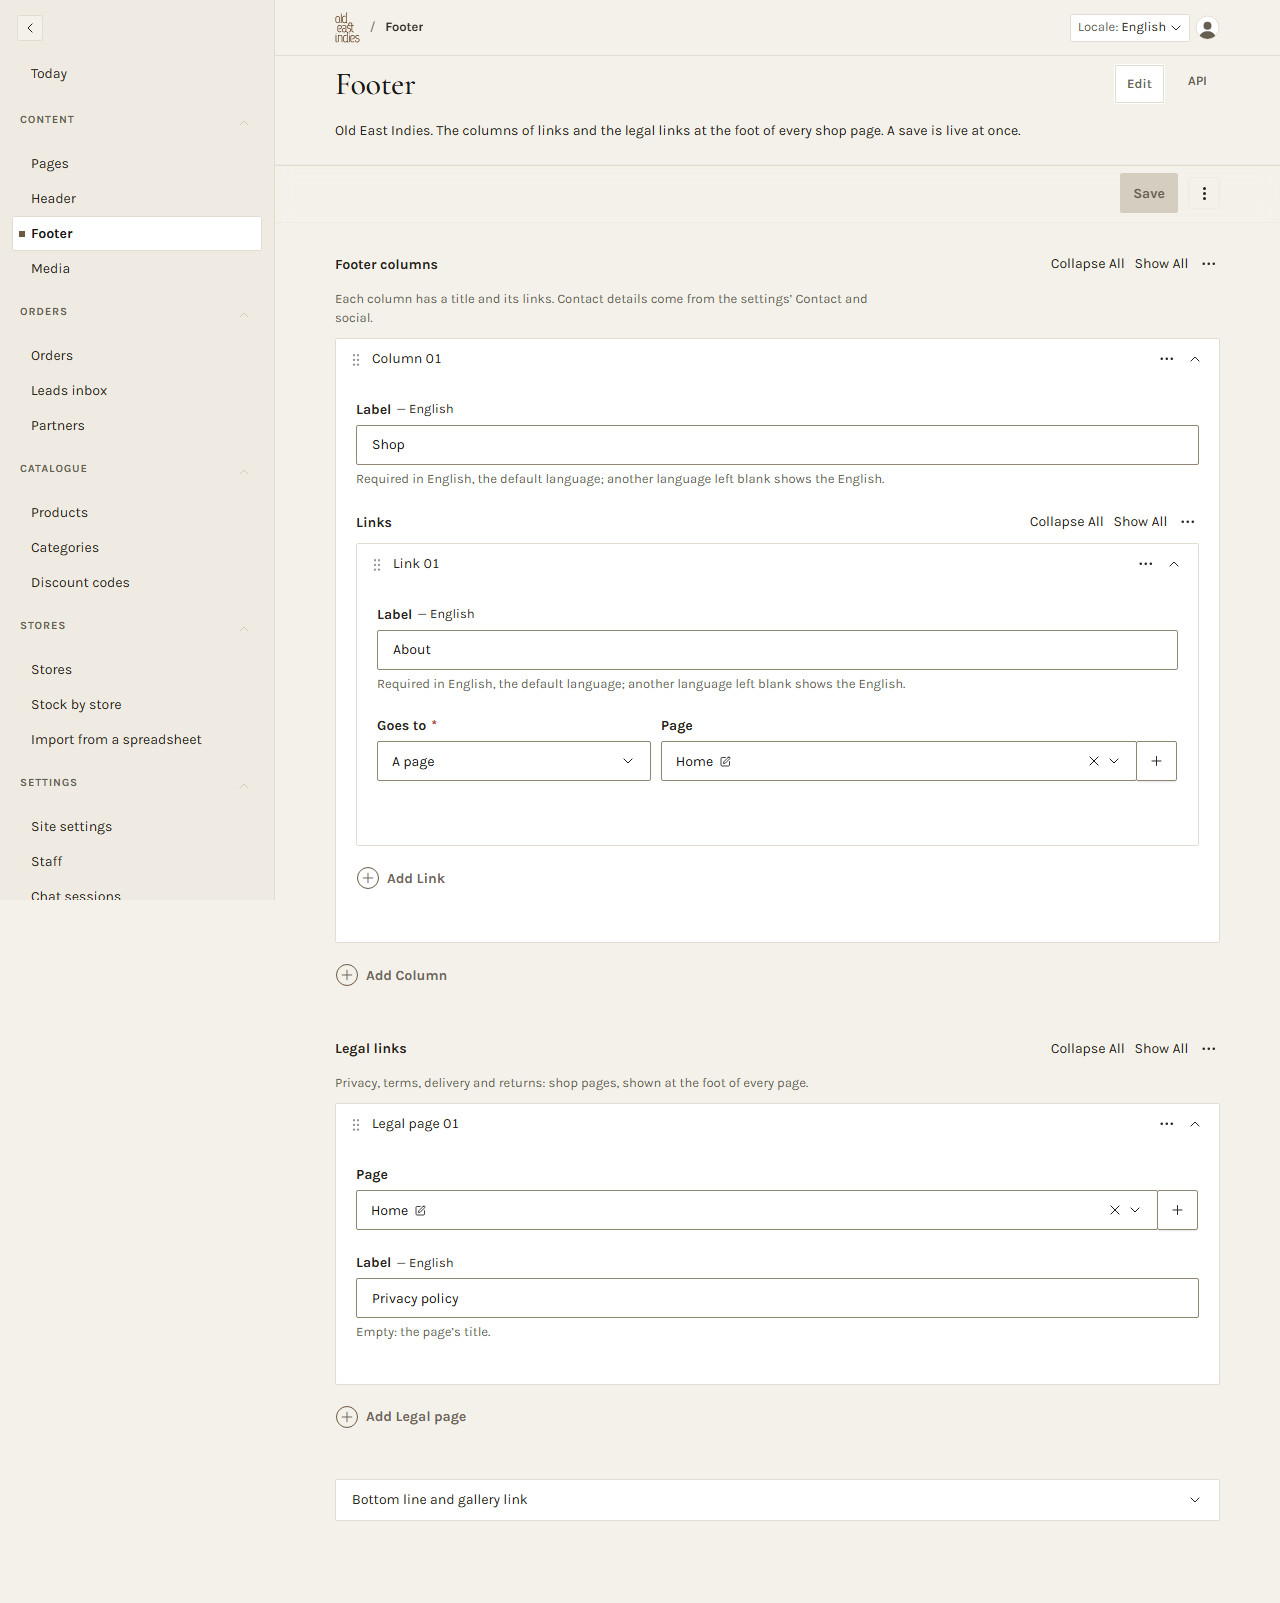 old east indies / Footer
Locale: English
Today
CONTENT
Pages
Header
Footer
Media
ORDERS
Orders
Leads inbox
Partners
CATALOGUE
Products
Categories
Discount codes
STORES
Stores
Stock by store
Import from a spreadsheet
SETTINGS
Site settings
Staff
Chat sessions
Footer
Edit
API
Old East Indies. The columns of links and the legal links at the foot of every shop page. A save is live at once.
Save
Footer columns
Collapse All Show All
Each column has a title and its links. Contact details come from the settings’ Contact and
social.
Column 01
Label — English
Shop
Required in English, the default language; another language left blank shows the English.
Links
Collapse All Show All
Link 01
Label — English
About
Required in English, the default language; another language left blank shows the English.
Goes to *
Page
A page
Home
Add Link
Add Column
Legal links
Collapse All Show All
Privacy, terms, delivery and returns: shop pages, shown at the foot of every page.
Legal page 01
Page
Home
Label — English
Privacy policy
Empty: the page’s title.
Add Legal page
Bottom line and gallery link